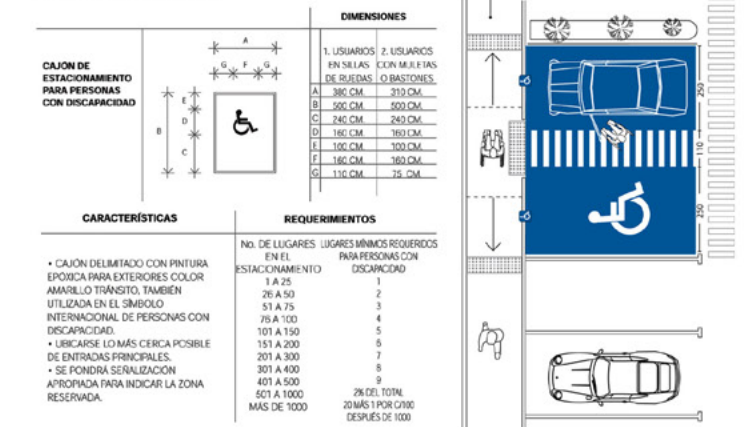 DIMENSIONES
CAJÓN DE
ESTACIONAMIENTO
PARA PERSONAS
CON DISCAPACIDAD
A
G F G
B
E
D
C
1. USUARIOS 2. USUARIOS
EN SILLAS CON MULETAS
DE RUEDAS O BASTONES.
A 380 CM. 310 CM.
B 500 CM. 500 CM.
C 240 CM. 240 CM.
D 160 CM. 160 CM.
E 100 CM. 100 CM.
F 160 CM. 160 CM.
G 110 CM. 75 CM.
CARACTERÍSTICAS
• CAJÓN DELIMITADO CON PINTURA
EPÓXICA PARA EXTERIORES COLOR
AMARILLO TRÁNSITO, TAMBIÉN
UTILIZADA EN EL SÍMBOLO
INTERNACIONAL DE PERSONAS CON
DISCAPACIDAD.
• UBICARSE LO MÁS CERCA POSIBLE
DE ENTRADAS PRINCIPALES.
• SE PONDRÁ SEÑALIZACIÓN
APROPIADA PARA INDICAR LA ZONA
RESERVADA.
REQUERIMIENTOS
No. DE LUGARES LUGARES MÍNIMOS REQUERIDOS
EN EL PARA PERSONAS CON
ESTACIONAMIENTO DISCAPACIDAD
1 A 25 1
26 A 50 2
51 A 75 3
76 A 100 4
101 A 150 5
151 A 200 6
201 A 300 7
301 A 400 8
401 A 500 9
501 A 1000 2% DEL TOTAL
MÁS DE 1000 20 MÁS 1 POR C/100
DESPUÉS DE 1000
250
110
250